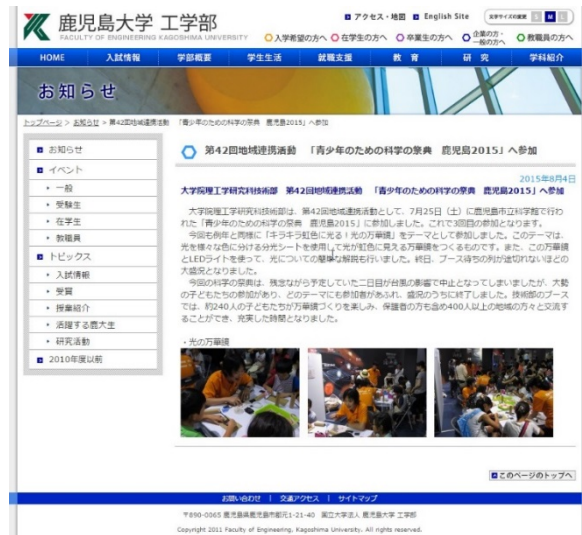 鹿児島大学 工学部
FACULTY OF ENGINEERING KAGOSHIMA UNIVERSITY
アクセス・地図 English Site 文字サイズの変更 S M L
入学希望の方へ 在学生の方へ 卒業生の方へ 企業の方・一般の方へ 教職員の方へ
HOME 入試情報 学部概要 学生生活 就職支援 教 育 研 究 学科紹介
お知らせ
トップページ > お知らせ > 第42回地域連携活動 「青少年のための科学の祭典 鹿児島2015」へ参加
お知らせ
イベント
一般
受験生
在学生
教職員
トピックス
入試情報
受賞
授業紹介
活躍する鹿大生
研究活動
2010年度以前
第42回地域連携活動 「青少年のための科学の祭典 鹿児島2015」へ参加
2015年8月4日
大学院理工学研究科技術部 第42回地域連携活動 「青少年のための科学の祭典 鹿児島2015」へ参加
大学院理工学研究科技術部は、第42回地域連携活動として、7月25日（土）に鹿児島市立科学館で行わ
れた「青少年のための科学の祭典 鹿児島2015」に参加しました。これで3回目の参加となります。
今回も例年と同様に「キラキラ虹色に光る！光の万華鏡」をテーマとして参加しました。このテーマは、
光を様々な色に分ける分光シートを使用して光が虹色に見える万華鏡をつくるものです。また、この万華鏡
とLEDライトを使って、光についての簡単な解説も行いました。終日、ブース待ちの列が途切れないほどの
大盛況となりました。
今回の科学の祭典は、残念ながら予定していた二日目が台風の影響で中止となってしまいましたが、大勢
の子どもたちの参加があり、どのテーマにも参加者があふれ、盛況のうちに終了しました。技術部のブース
では、約240人の子どもたちが万華鏡づくりを楽しみ、保護者の方も含め400人以上の地域の方々と交流す
ることができ、充実した時間となりました。
・光の万華鏡
このページのトップへ
お問い合わせ | 交通アクセス | サイトマップ
〒890-0065 鹿児島県鹿児島市郡元1-21-40 国立大学法人 鹿児島大学 工学部
Copyright 2011 Faculty of Engineering, Kagoshima University. All rights reserved.